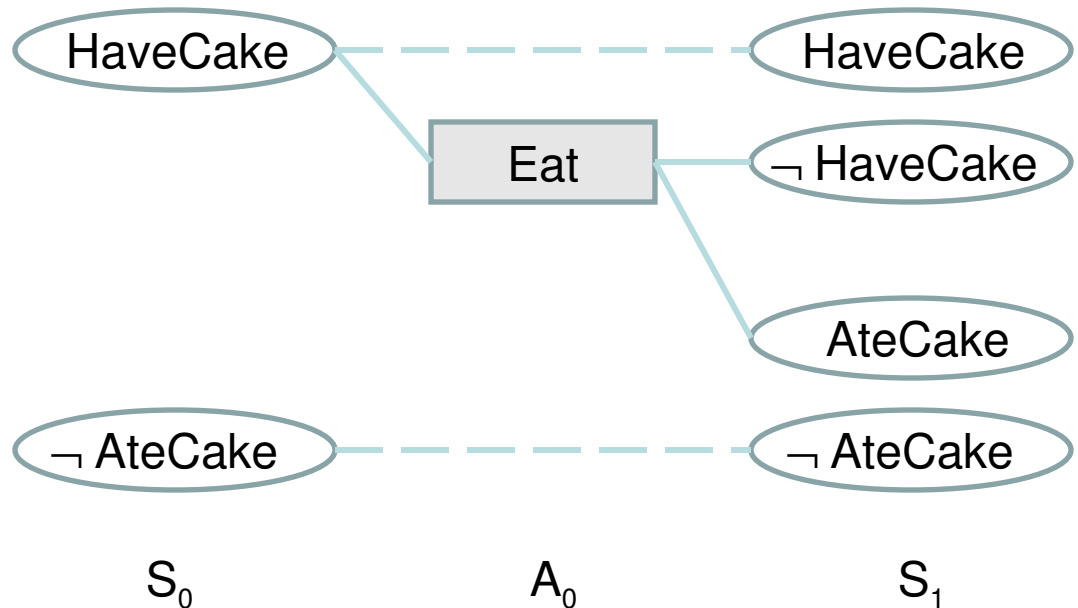 HaveCake HaveCake
Eat ¬ HaveCake
AteCake
¬ AteCake ¬ AteCake
S₀ A₀ S₁